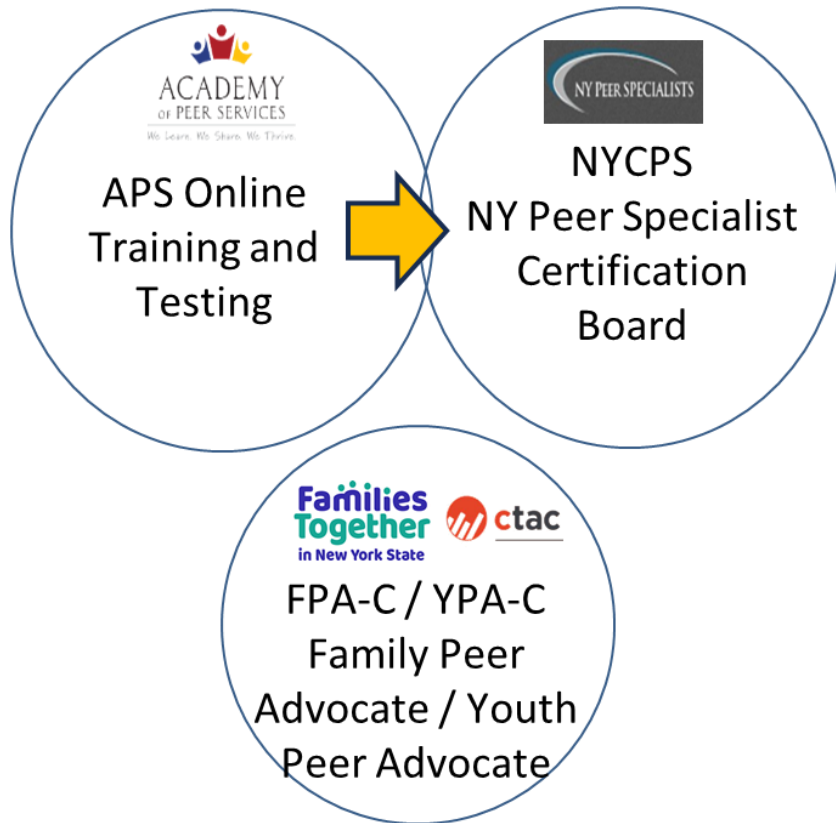 ACADEMY
OF PEER SERVICES
We Learn. We Share. We Thrive.
APS Online
Training and
Testing
NY PEER SPECIALISTS
NYCPS
NY Peer Specialist
Certification
Board
Families
Together
in New York State
ctac
FPA-C / YPA-C
Family Peer
Advocate / Youth
Peer Advocate